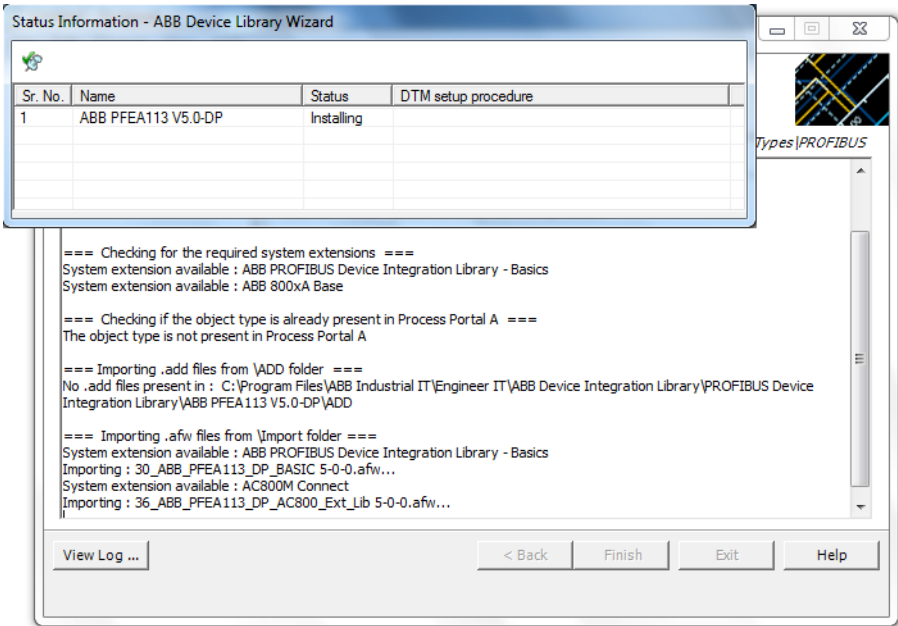 Status Information - ABB Device Library Wizard
Sr. No. Name Status DTM setup procedure
1 ABB PFEA113 V5.0-DP Installing
Types\PROFIBUS
=== Checking for the required system extensions ===
System extension available : ABB PROFIBUS Device Integration Library - Basics
System extension available : ABB 800xA Base
=== Checking if the object type is already present in Process Portal A ===
The object type is not present in Process Portal A
=== Importing .add files from \ADD folder ===
No .add files present in : C:\Program Files\ABB Industrial IT\Engineer IT\ABB Device Integration Library\PROFIBUS Device
Integration Library\ABB PFEA113 V5.0-DP\ADD
=== Importing .afw files from \Import folder ===
System extension available : ABB PROFIBUS Device Integration Library - Basics
Importing : 30_ABB_PFEA113_DP_BASIC 5-0-0.afw...
System extension available : AC800M Connect
Importing : 36_ABB_PFEA113_DP_AC800_Ext_Lib 5-0-0.afw...
View Log ... < Back Finish Exit Help